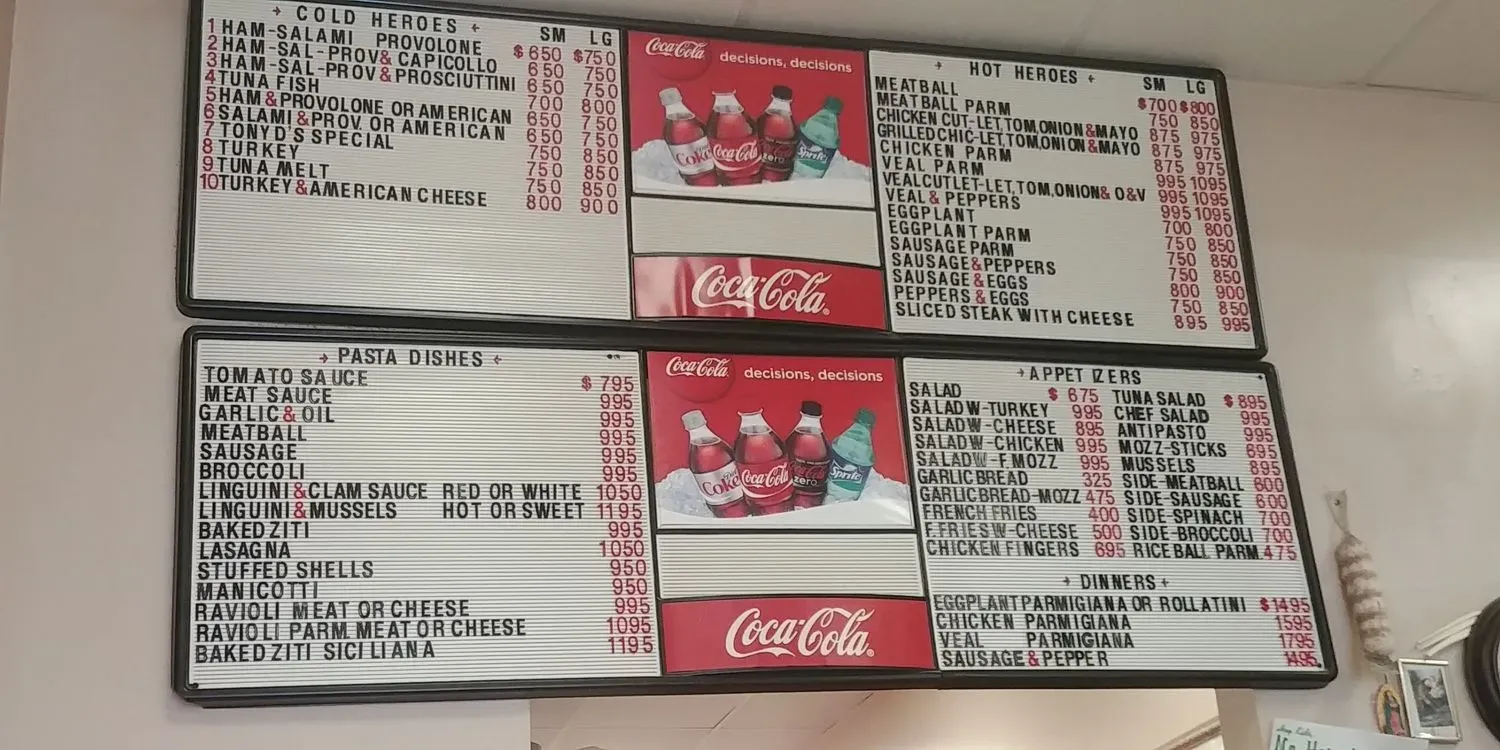 → COLD HEROES ← SM LG
1 HAM-SALAMI PROVOLONE $650 $750
2 HAM-SAL-PROV & CAPICOLLO 650 750
3 HAM-SAL-PROV & PROSCIUTTINI 650 750
4 TUNA FISH 700 800
5 HAM & PROVOLONE OR AMERICAN 650 750
6 SALAMI & PROV. OR AMERICAN 650 750
7 TONYD'S SPECIAL 750 850
8 TURKEY 750 850
9 TUNA MELT 750 850
10 TURKEY & AMERICAN CHEESE 800 900
Coca-Cola decisions, decisions
Diet Coke
Coca-Cola
zero
Sprite
Coca-Cola
→ HOT HEROES ← SM LG
MEATBALL $700 $800
MEATBALL PARM 750 850
CHICKEN CUT-LET,TOM,ONION & MAYO 875 975
GRILLED CHIC-LET,TOM,ONION & MAYO 875 975
CHICKEN PARM 875 975
VEAL PARM 995 1095
VEAL CUTLET-LET,TOM,ONION & O&V 995 1095
VEAL & PEPPERS 995 1095
EGGPLANT 700 800
EGGPLANT PARM 750 850
SAUSAGE PARM 750 850
SAUSAGE & PEPPERS 750 850
SAUSAGE & EGGS 800 900
PEPPERS & EGGS 750 850
SLICED STEAK WITH CHEESE 895 995
→ PASTA DISHES ←
TOMATO SAUCE $ 795
MEAT SAUCE 995
GARLIC & OIL 995
MEATBALL 995
SAUSAGE 995
BROCCOLI 995
LINGUINI & CLAM SAUCE RED OR WHITE 1050
LINGUINI & MUSSELS HOT OR SWEET 1195
BAKED ZITI 995
LASAGNA 1050
STUFFED SHELLS 950
MANICOTTI 950
RAVIOLI MEAT OR CHEESE 995
RAVIOLI PARM. MEAT OR CHEESE 1095
BAKED ZITI SICILIANA 1195
Coca-Cola decisions, decisions
Diet Coke
Coca-Cola
zero
Sprite
Coca-Cola
→ APPETIZERS
SALAD $ 675 TUNA SALAD $ 895
SALAD W-TURKEY 995 CHEF SALAD 995
SALAD W-CHEESE 895 ANTIPASTO 995
SALAD W-CHICKEN 995 MOZZ-STICKS 695
SALAD W-F.MOZZ 995 MUSSELS 895
GARLIC BREAD 325 SIDE-MEATBALL 600
GARLIC BREAD-MOZZ 475 SIDE-SAUSAGE 600
FRENCH FRIES 400 SIDE-SPINACH 700
F.FRIES W-CHEESE 500 SIDE-BROCCOLI 700
CHICKEN FINGERS 695 RICE BALL PARM. 475
→ DINNERS ←
EGGPLANT PARMIGIANA OR ROLLATINI $1495
CHICKEN PARMIGIANA 1595
VEAL PARMIGIANA 1795
SAUSAGE & PEPPER 1495